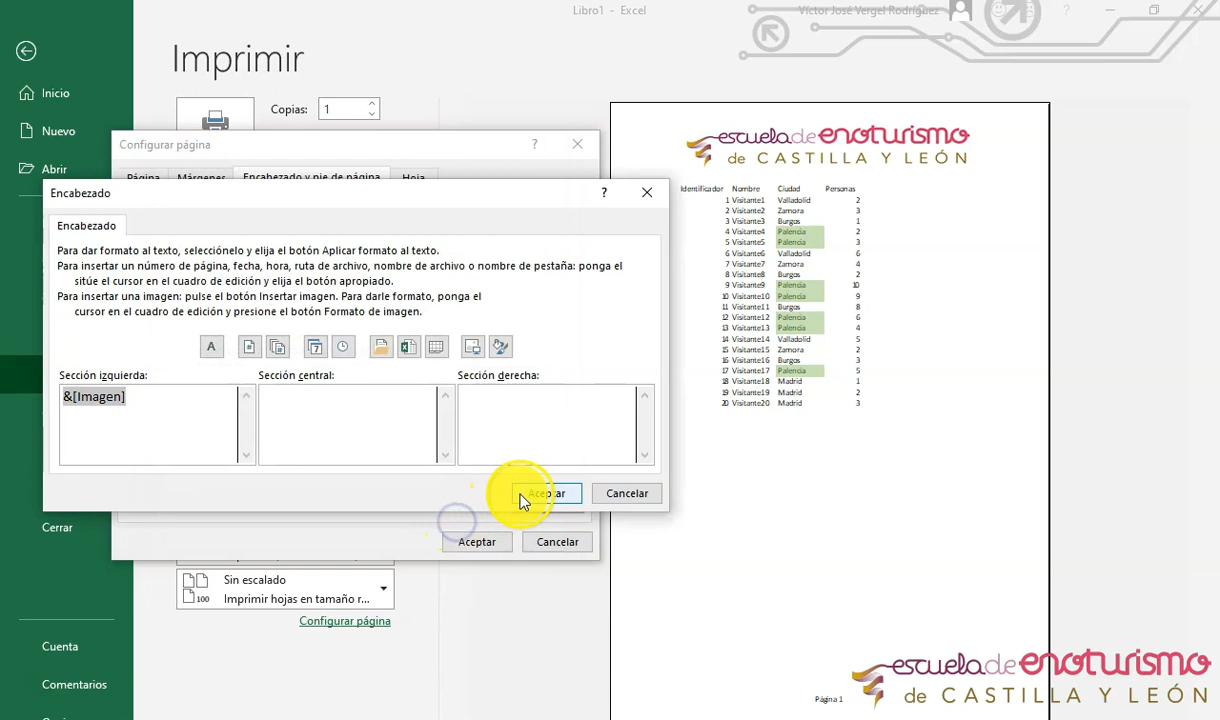 Libro1 - Excel
Víctor José Vergel Rodríguez
?
Imprimir
Inicio
Nuevo
Abrir
Cerrar
Cuenta
Comentarios
Copias: 1
Configurar página
?
Página Márgenes Encabezado y pie de página Hoja
Encabezado
?
Encabezado
Para dar formato al texto, selecciónelo y elija el botón Aplicar formato al texto.
Para insertar un número de página, fecha, hora, ruta de archivo, nombre de archivo o nombre de pestaña: ponga el
sitúe el cursor en el cuadro de edición y elija el botón apropiado.
Para insertar una imagen: pulse el botón Insertar imagen. Para darle formato, ponga el
cursor en el cuadro de edición y presione el botón Formato de imagen.
A
7
Sección izquierda: Sección central: Sección derecha:
&[Imagen]
Aceptar Cancelar
Aceptar Cancelar
100
Sin escalado
Imprimir hojas en tamaño r...
Configurar página
escuela de enoturismo
de CASTILLA Y LEÓN
Identificador Nombre Ciudad Personas
1 Visitante1 Valladolid 2
2 Visitante2 Zamora 3
3 Visitante3 Burgos 1
4 Visitante4 Palencia 2
5 Visitante5 Palencia 3
6 Visitante6 Valladolid 6
7 Visitante7 Zamora 4
8 Visitante8 Burgos 2
9 Visitante9 Palencia 10
10 Visitante10 Palencia 9
11 Visitante11 Burgos 8
12 Visitante12 Palencia 6
13 Visitante13 Palencia 4
14 Visitante14 Valladolid 5
15 Visitante15 Zamora 2
16 Visitante16 Burgos 3
17 Visitante17 Palencia 5
18 Visitante18 Madrid 1
19 Visitante19 Madrid 2
20 Visitante20 Madrid 3
Página 1
escuela de enoturismo
de CASTILLA Y LEÓN